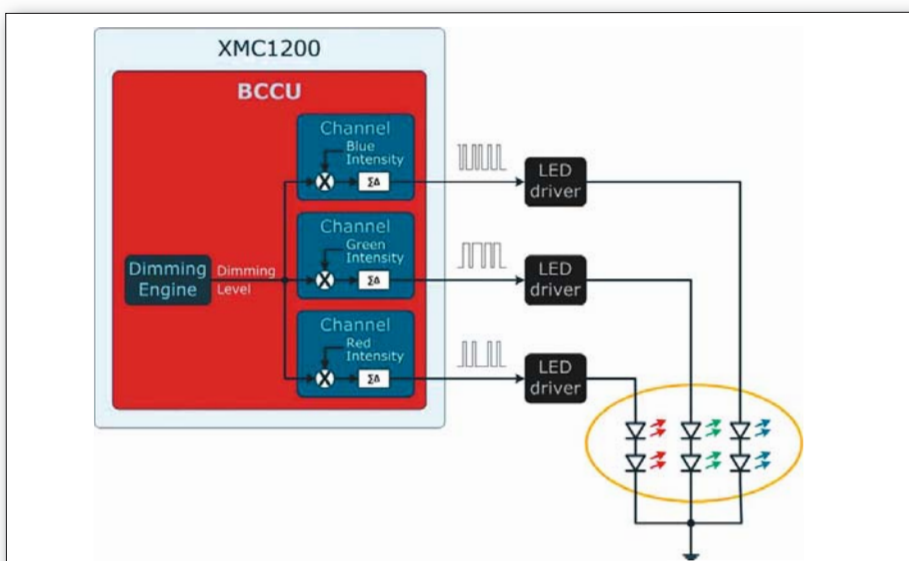 XMC1200
BCCU
Channel
Blue
Intensity
X
ΣΔ
LED
driver
Channel
Green
Intensity
X
ΣΔ
LED
driver
Dimming
Engine
Dimming
Level
Channel
Red
Intensity
X
ΣΔ
LED
driver